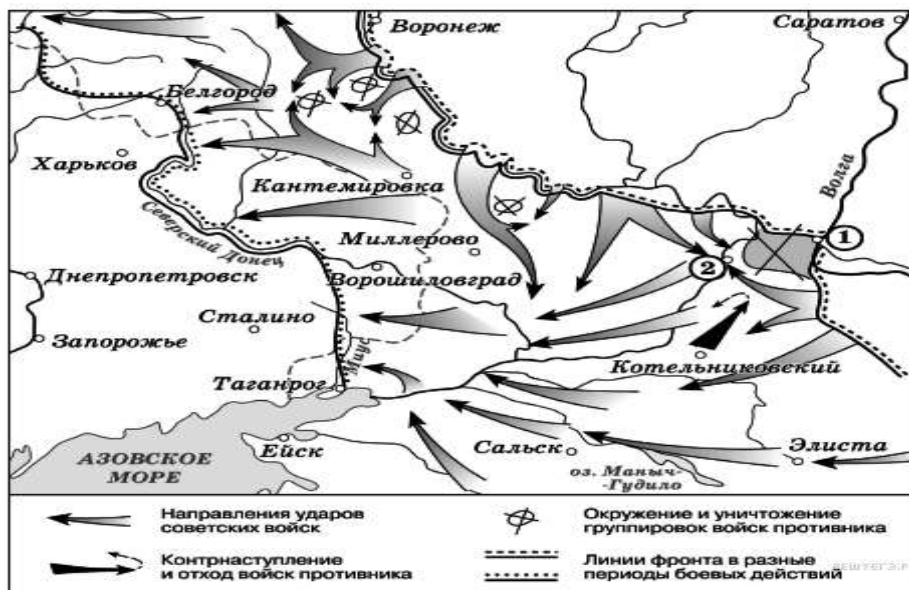 Воронеж
Саратов
Белгород
Харьков
Волга
Кантемировка
1
Северский Донец
Миллерово
2
Днепропетровск
Ворошиловград
Сталино
Запорожье
Миус
Котельниковский
Таганрог
Ейск
Сальск
Элиста
АЗОВСКОЕ
МОРЕ
оз. Маныч-
-Гудило
Направления ударов
советских войск
Окружение и уничтожение
группировок войск противника
Контрнаступление
и отход войск противника
Линии фронта в разные
периоды боевых действий